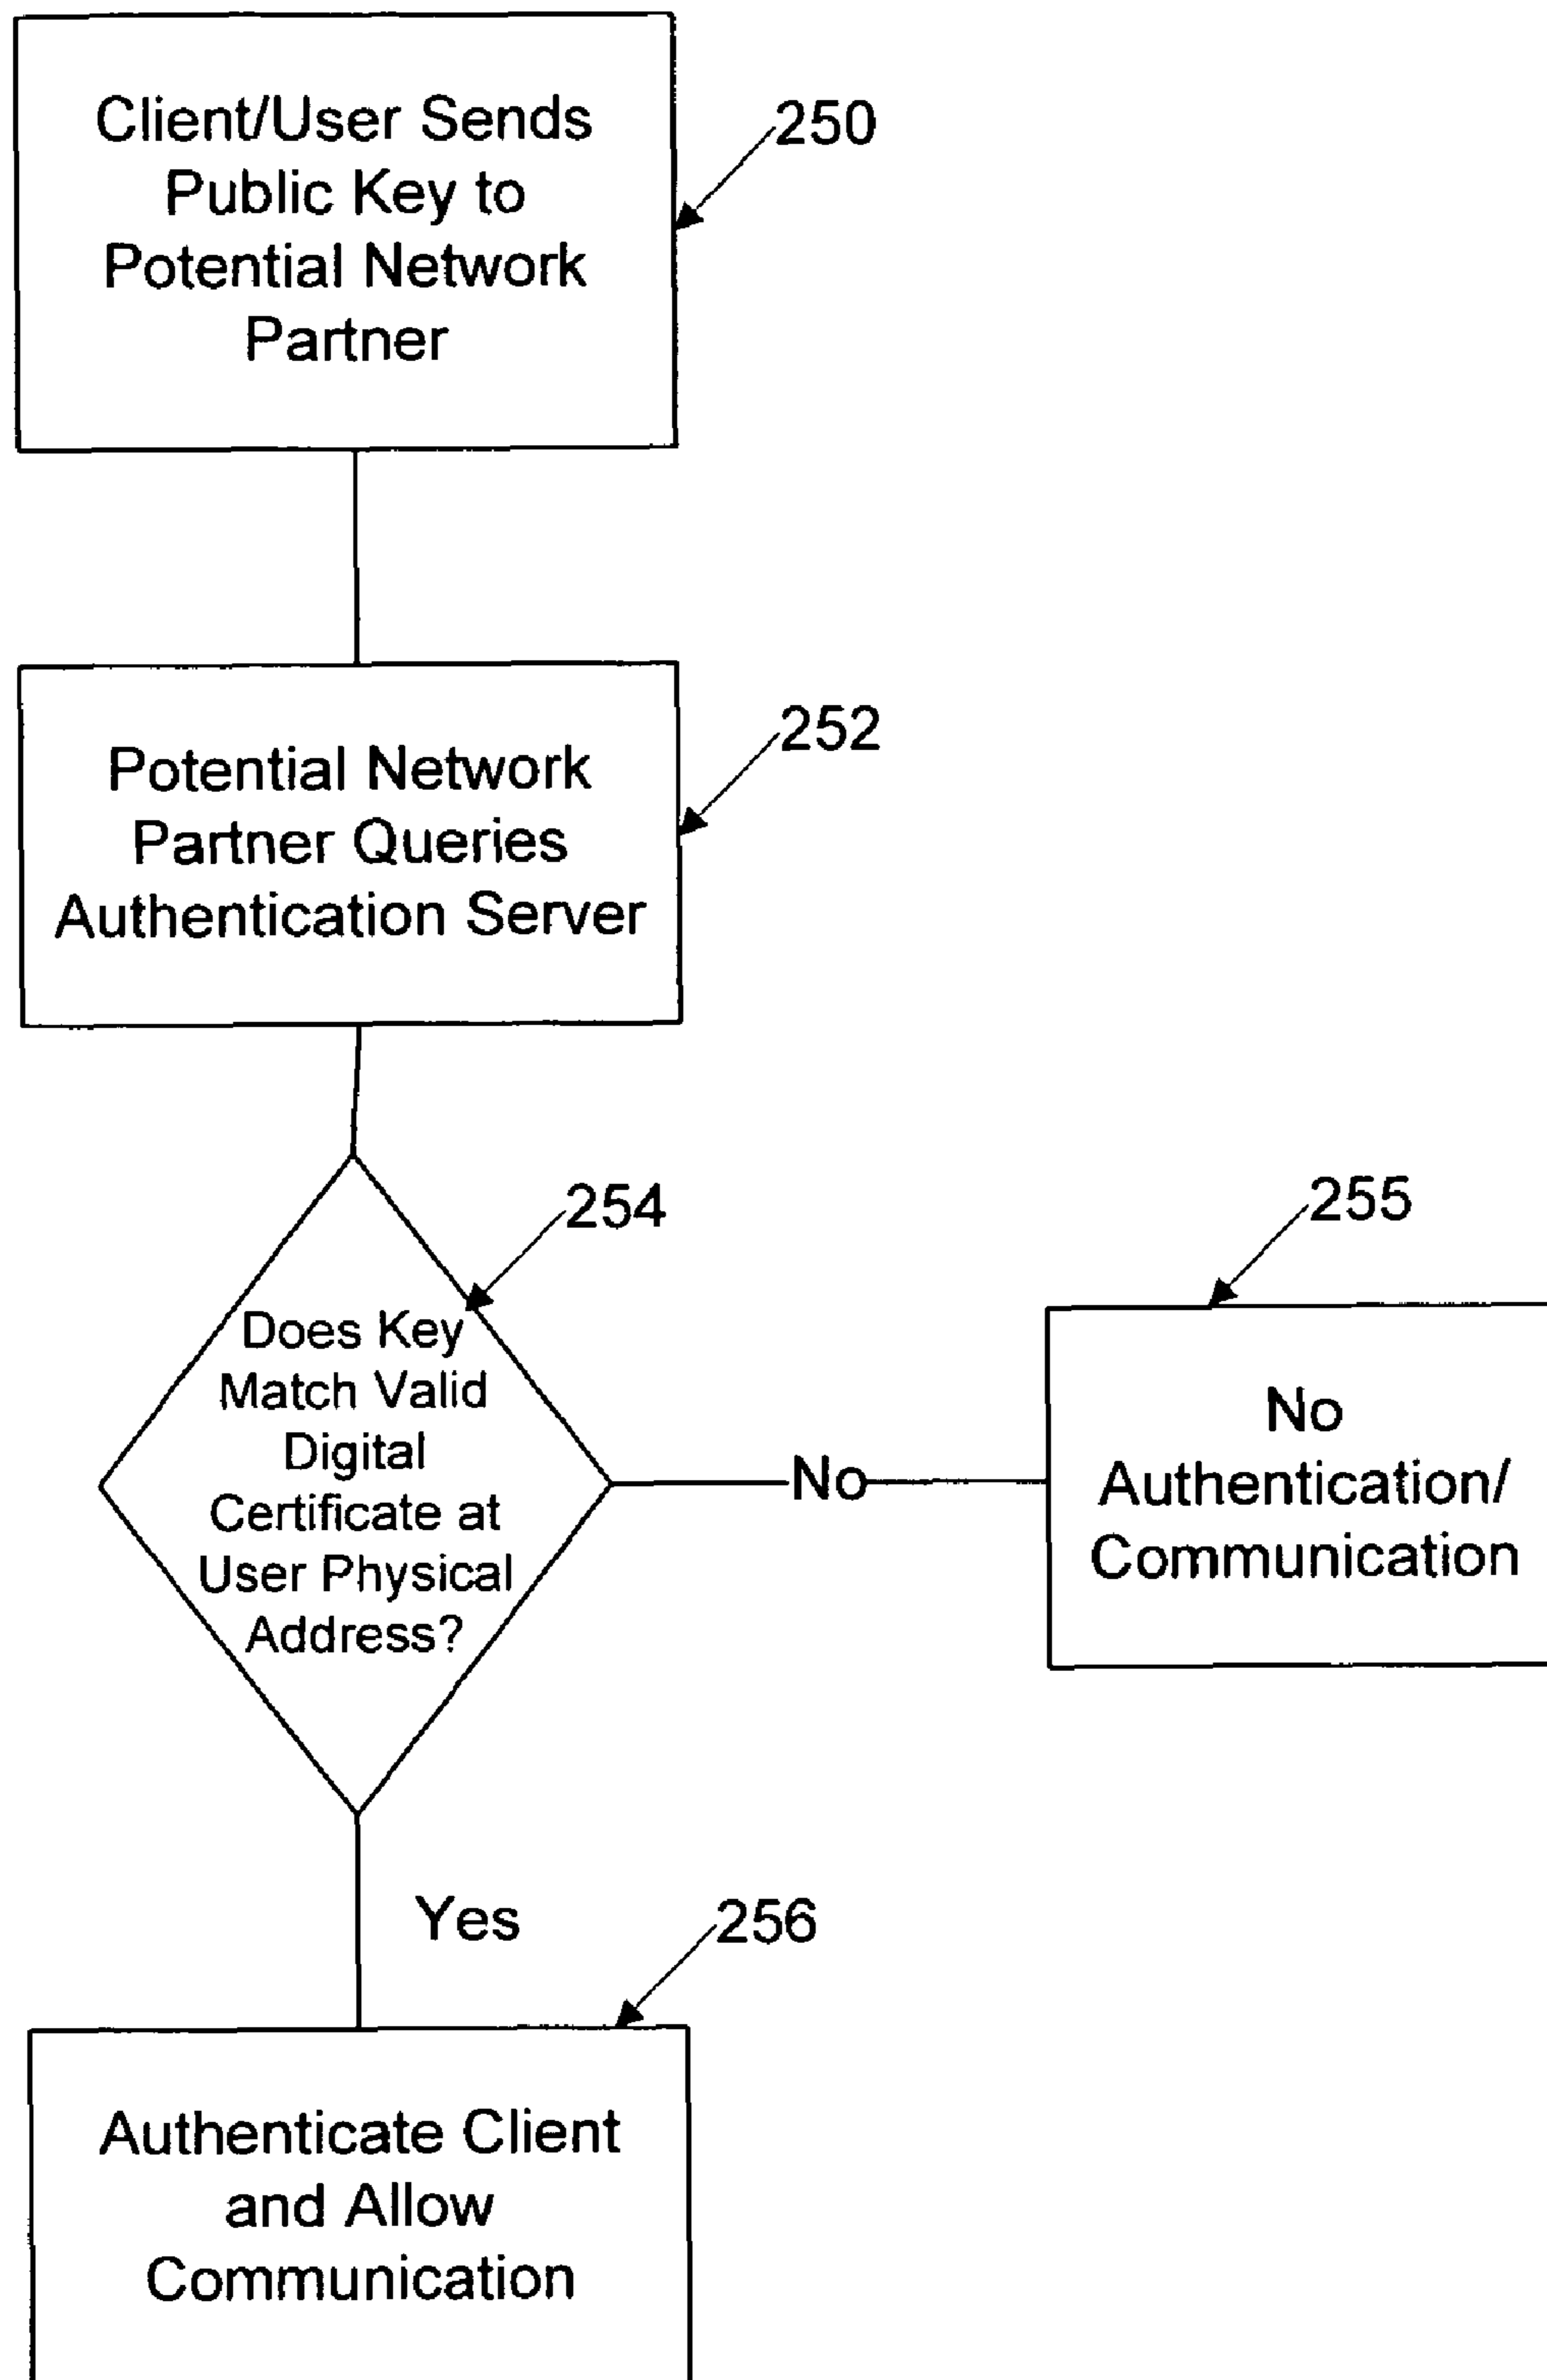 Client/User Sends
Public Key to
Potential Network
Partner
250
Potential Network
Partner Queries
Authentication Server
252
254
Does Key
Match Valid
Digital
Certificate at
User Physical
Address?
No
255
No
Authentication/
Communication
Yes
256
Authenticate Client
and Allow
Communication